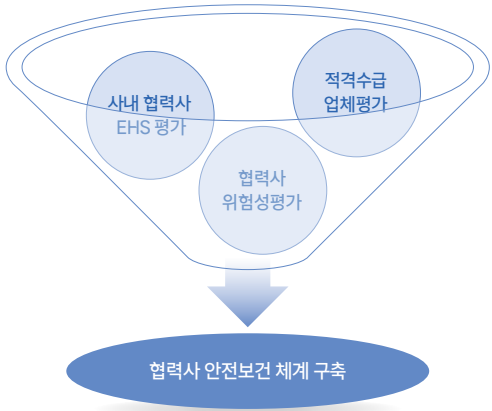 사내 협력사
EHS 평가
적격수급
업체평가
협력사
위험성평가
협력사 안전보건 체계 구축